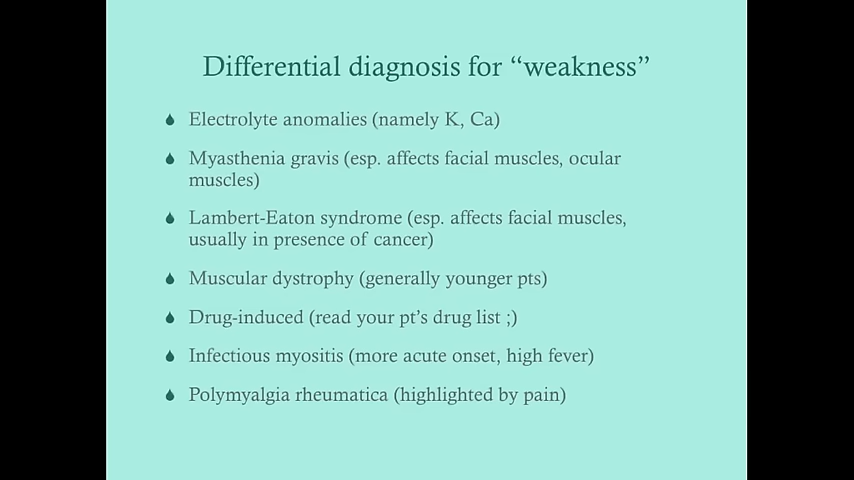 Differential diagnosis for “weakness”
Electrolyte anomalies (namely K, Ca)
Myasthenia gravis (esp. affects facial muscles, ocular
muscles)
Lambert-Eaton syndrome (esp. affects facial muscles,
usually in presence of cancer)
Muscular dystrophy (generally younger pts)
Drug-induced (read your pt’s drug list ;)
Infectious myositis (more acute onset, high fever)
Polymyalgia rheumatica (highlighted by pain)